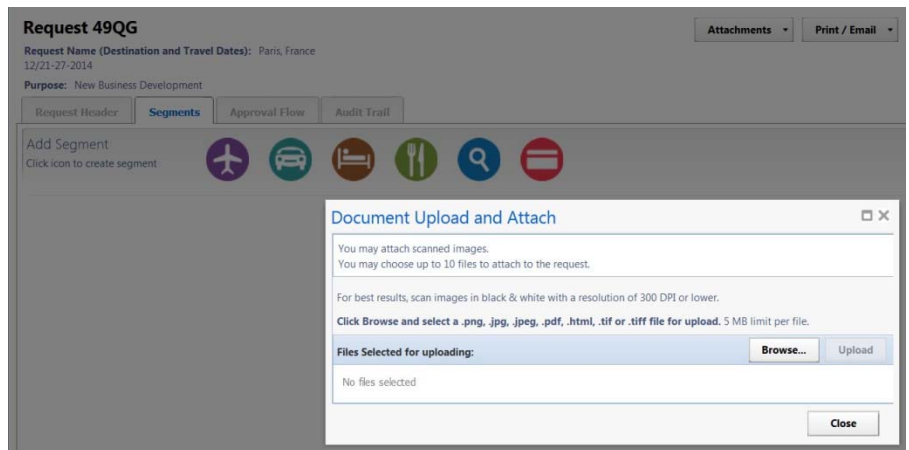 Request 49QG
Attachments
Print / Email
Request Name (Destination and Travel Dates): Paris, France
12/21-27-2014
Purpose: New Business Development
Request Header
Segments
Approval Flow
Audit Trail
Add Segment
Click icon to create segment
Document Upload and Attach
You may attach scanned images.
You may choose up to 10 files to attach to the request.
For best results, scan images in black & white with a resolution of 300 DPI or lower.
Click Browse and select a .png, .jpg, .jpeg, .pdf, .html, .tif or .tiff file for upload. 5 MB limit per file.
Files Selected for uploading:
Browse...
Upload
No files selected
Close